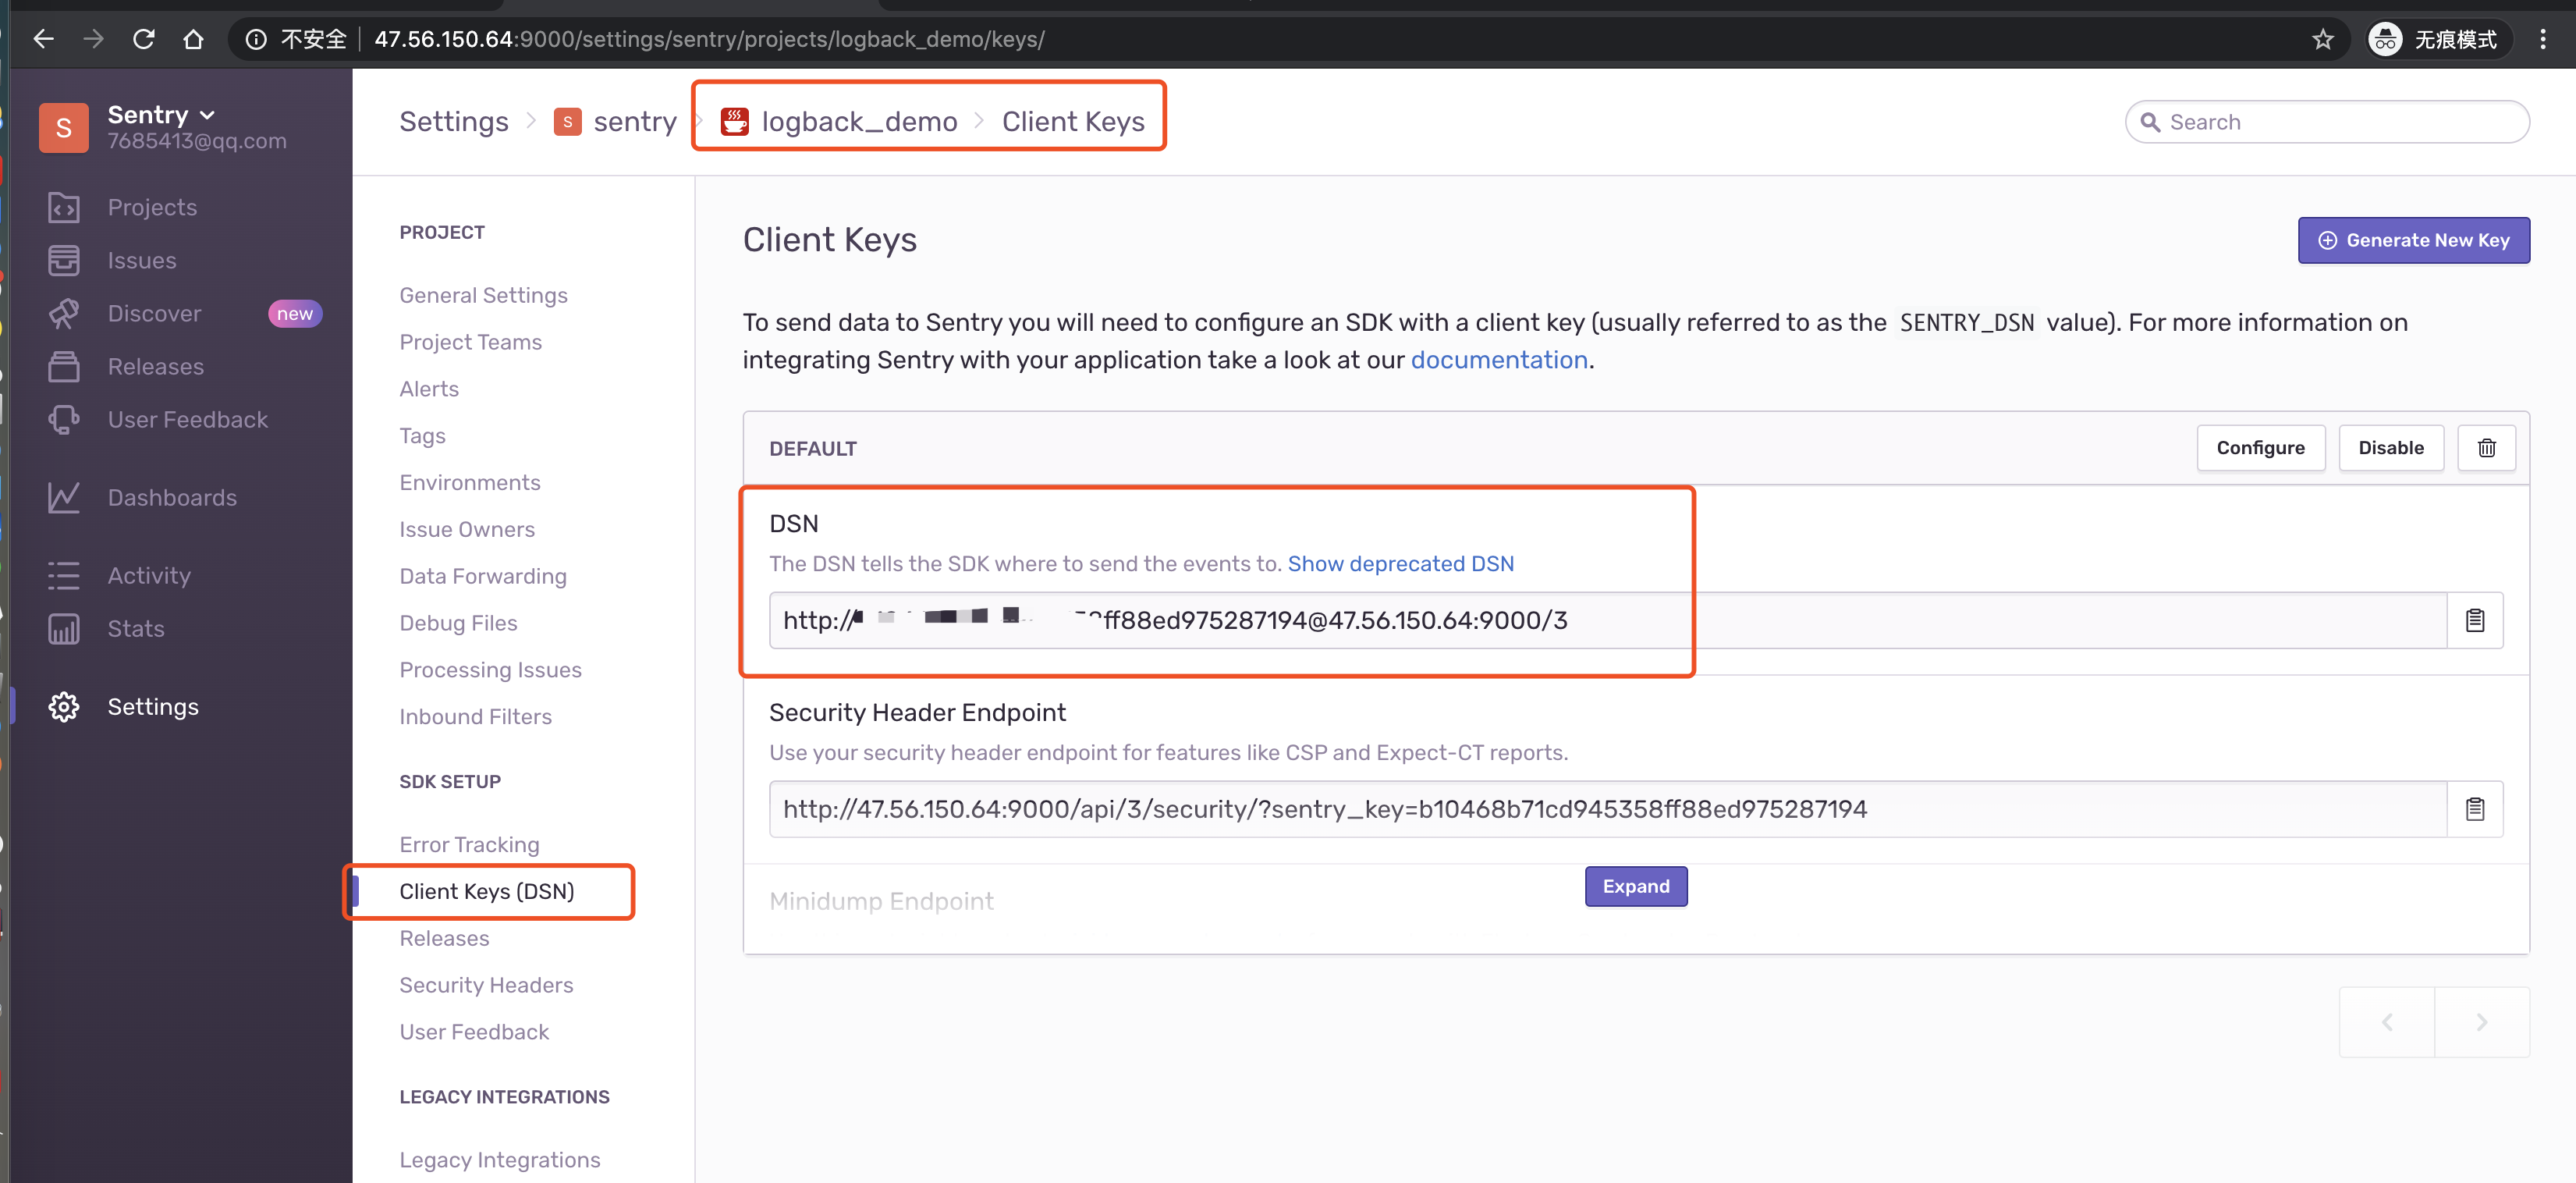 不安全 47.56.150.64:9000/settings/sentry/projects/logback_demo/keys/ 无痕模式
S Sentry
7685413@qq.com
Projects
Issues
Discover new
Releases
User Feedback
Dashboards
Activity
Stats
Settings
Settings S sentry logback_demo Client Keys
Search
PROJECT
General Settings
Project Teams
Alerts
Tags
Environments
Issue Owners
Data Forwarding
Debug Files
Processing Issues
Inbound Filters
SDK SETUP
Error Tracking
Client Keys (DSN)
Releases
Security Headers
User Feedback
LEGACY INTEGRATIONS
Legacy Integrations
Client Keys
Generate New Key
To send data to Sentry you will need to configure an SDK with a client key (usually referred to as the SENTRY_DSN value). For more information on
integrating Sentry with your application take a look at our documentation.
DEFAULT
Configure Disable
DSN
The DSN tells the SDK where to send the events to. Show deprecated DSN
http:// ff88ed975287194@47.56.150.64:9000/3
Security Header Endpoint
Use your security header endpoint for features like CSP and Expect-CT reports.
http://47.56.150.64:9000/api/3/security/?sentry_key=b10468b71cd945358ff88ed975287194
Expand
Minidump Endpoint